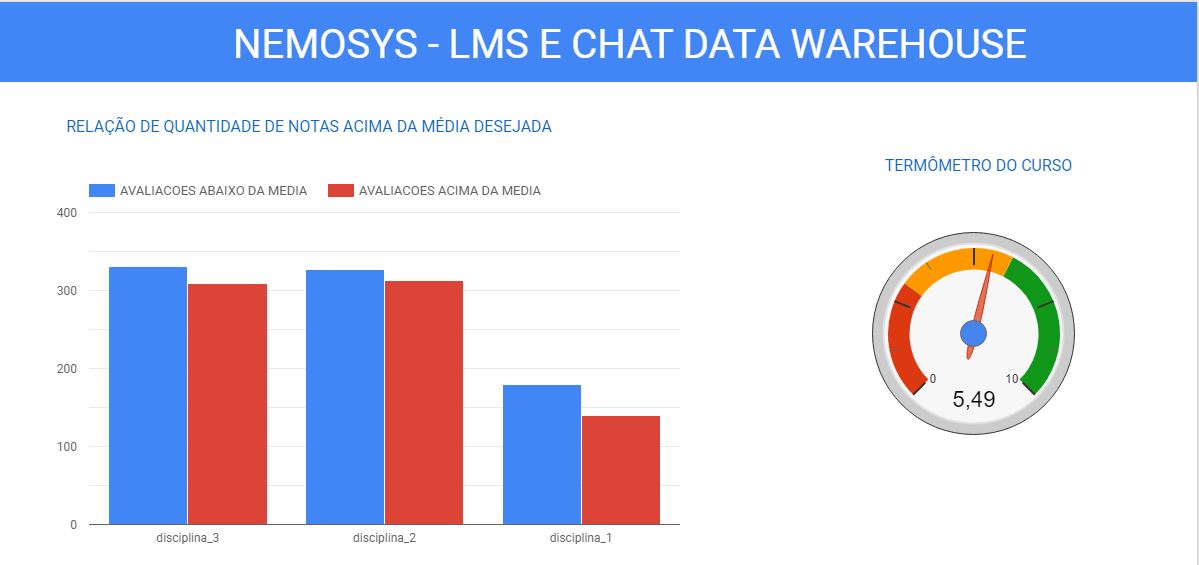 NEMOSYS - LMS E CHAT DATA WAREHOUSE
RELAÇÃO DE QUANTIDADE DE NOTAS ACIMA DA MÉDIA DESEJADA
TERMÔMETRO DO CURSO
AVALIACOES ABAIXO DA MEDIA AVALIACOES ACIMA DA MEDIA
400
300
200
100
0
disciplina_3 disciplina_2 disciplina_1
0 10
5,49